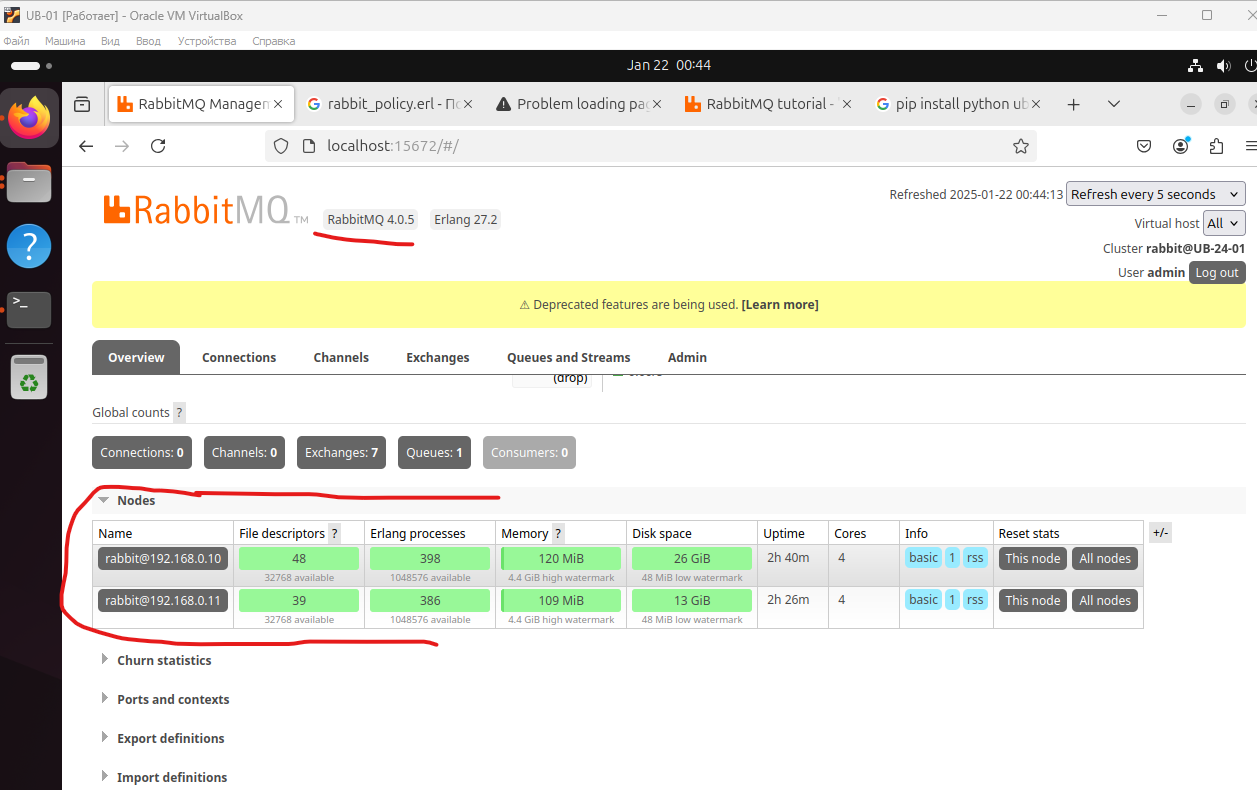 UB-01 [Работает] - Oracle VM VirtualBox
Файл Машина Вид Ввод Устройства Справка
Jan 22 00:44
RabbitMQ Managem
rabbit_policy.erl - По
Problem loading pag
RabbitMQ tutorial -
pip install python ub
localhost:15672/#/
Refreshed 2025-01-22 00:44:13 Refresh every 5 seconds
RabbitMQ TM RabbitMQ 4.0.5 Erlang 27.2
Virtual host All
Cluster rabbit@UB-24-01
User admin Log out
⚠ Deprecated features are being used. [Learn more]
Overview Connections Channels Exchanges Queues and Streams Admin
(drop)
Global counts ?
Connections: 0 Channels: 0 Exchanges: 7 Queues: 1 Consumers: 0
Nodes
Name File descriptors ? Erlang processes Memory ? Disk space Uptime Cores Info Reset stats +/-
rabbit@192.168.0.10 48 398 120 MiB 26 GiB 2h 40m 4 basic 1 rss This node All nodes
32768 available 1048576 available 4.4 GiB high watermark 48 MiB low watermark
rabbit@192.168.0.11 39 386 109 MiB 13 GiB 2h 26m 4 basic 1 rss This node All nodes
32768 available 1048576 available 4.4 GiB high watermark 48 MiB low watermark
Churn statistics
Ports and contexts
Export definitions
Import definitions